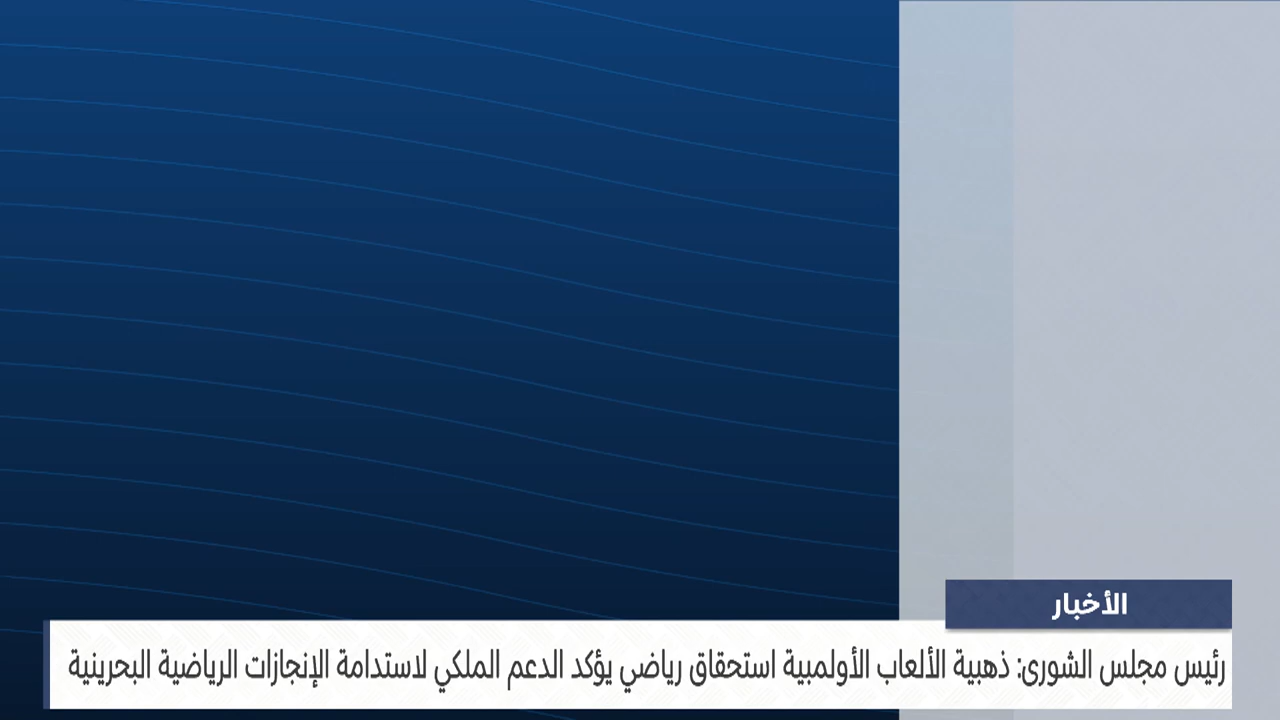 الأخبار
رئيس مجلس الشورى: ذهبية الألعاب الأولمبية استحقاق رياضي يؤكد الدعم الملكي لاستدامة الإنجازات الرياضية البحرينية